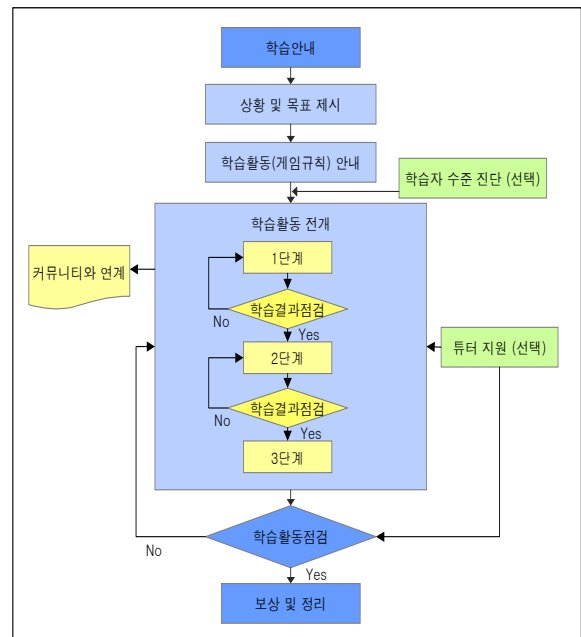 학습안내
상황 및 목표 제시
학습활동(게임규칙) 안내
학습자 수준 진단 (선택)
학습활동 전개
1단계
커뮤니티와 연계
학습결과점검
No
Yes
2단계
튜터 지원 (선택)
학습결과점검
No
Yes
3단계
학습활동점검
No
Yes
보상 및 정리